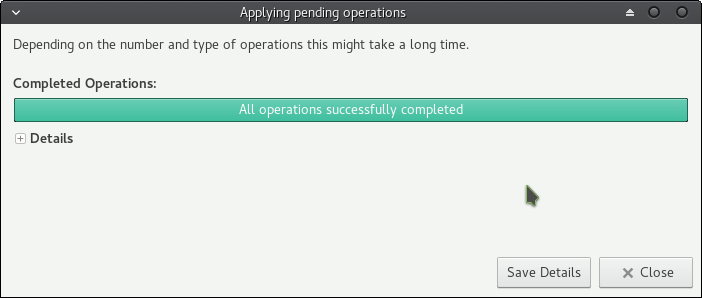 Applying pending operations
Depending on the number and type of operations this might take a long time.
Completed Operations:
All operations successfully completed
Details
Save Details
Close